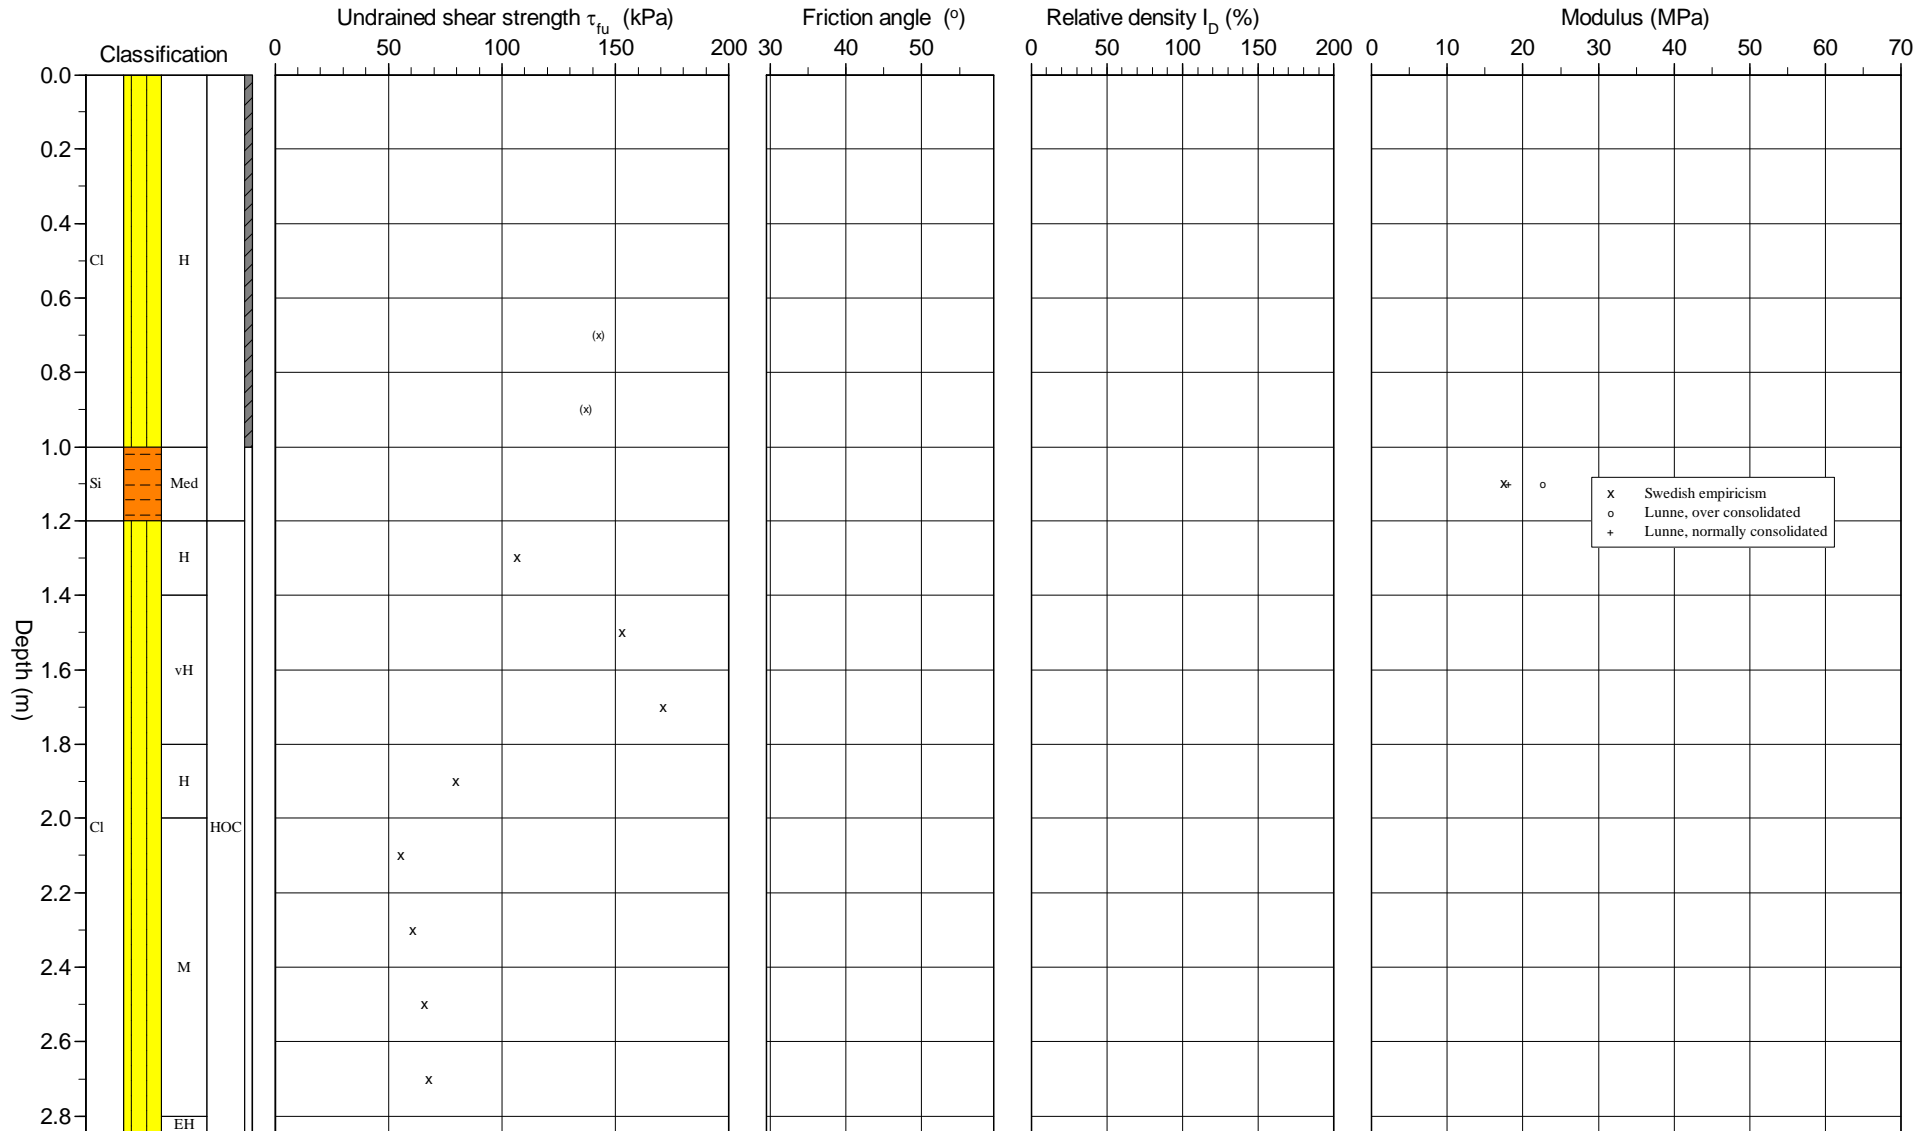 Undrained shear strength τfu (kPa)
Friction angle (º)
Relative density ID (%)
Modulus (MPa)
Classification
0 50 100 150 200
30 40 50
0 50 100 150 200
0 10 20 30 40 50 60 70
0.0
0.2
0.4
Cl H
0.6
(x)
0.8
(x)
1.0
Si Med
x + o
x Swedish empiricism
o Lunne, over consolidated
+ Lunne, normally consolidated
1.2
H x
1.4
x
Depth (m)
1.6
vH
x
1.8
H x
2.0
Cl HOC
x
2.2
x
2.4
M
x
2.6
x
2.8
EH